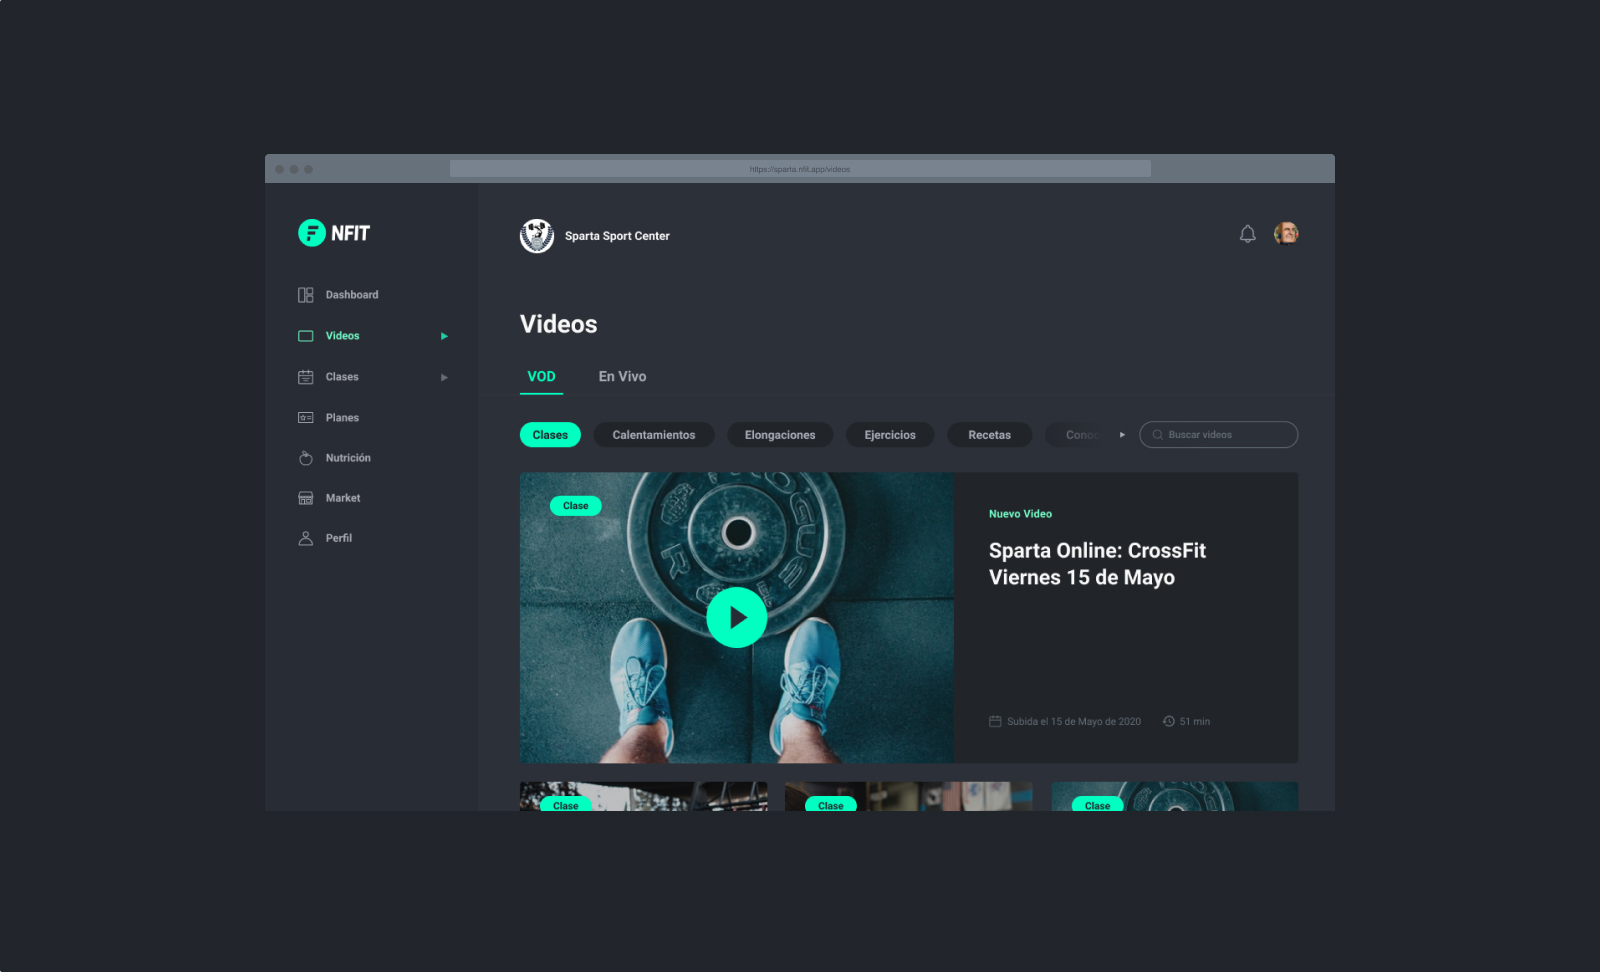 https://sparta.nfit.app/videos
NFIT
Sparta Sport Center
Dashboard
Videos
Clases
Planes
Nutrición
Market
Perfil
Videos
VOD
En Vivo
Clases
Calentamientos
Elongaciones
Ejercicios
Recetas
Conoc
Buscar videos
Clase
Nuevo Video
Sparta Online: CrossFit
Viernes 15 de Mayo
Subida el 15 de Mayo de 2020
51 min
Clase
Clase
Clase